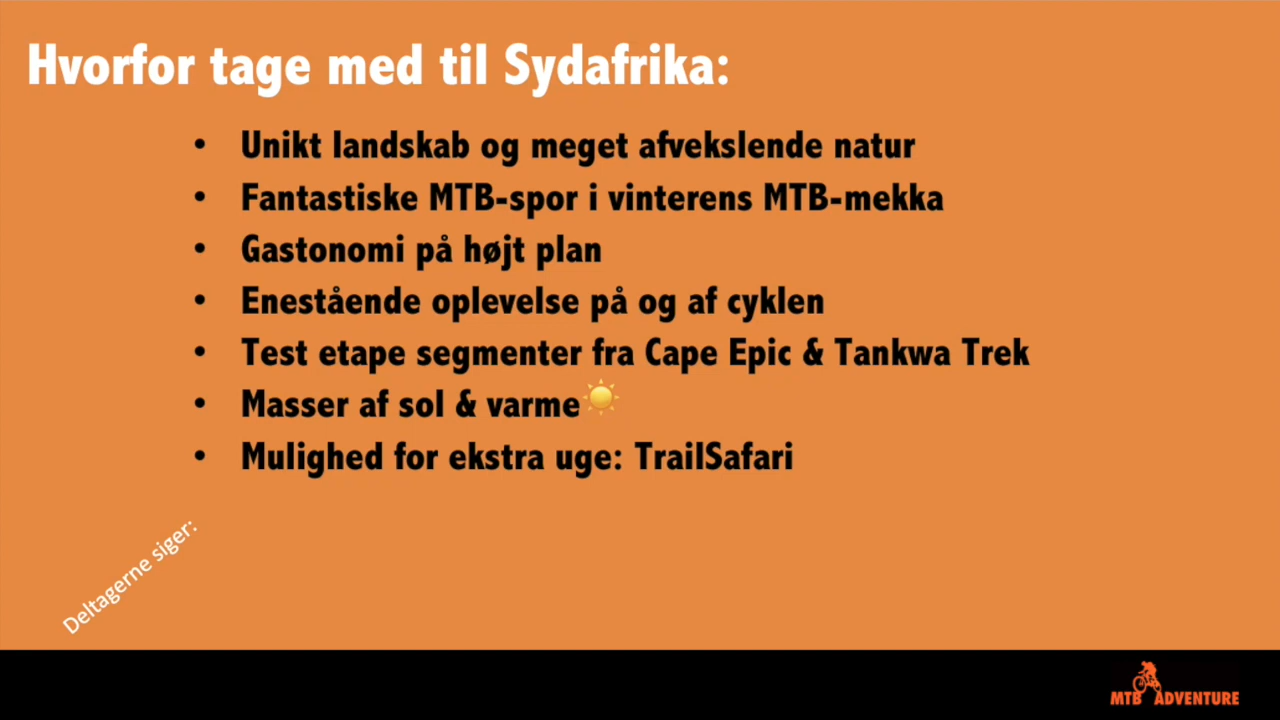 Hvorfor tage med til Sydafrika:
• Unikt landskab og meget afvekslende natur
• Fantastiske MTB-spor i vinterens MTB-mekka
• Gastonomi på højt plan
• Enestående oplevelse på og af cyklen
• Test etape segmenter fra Cape Epic & Tankwa Trek
• Masser af sol & varme☀️
• Mulighed for ekstra uge: TrailSafari
Deltagerne siger:
MTB ADVENTURE